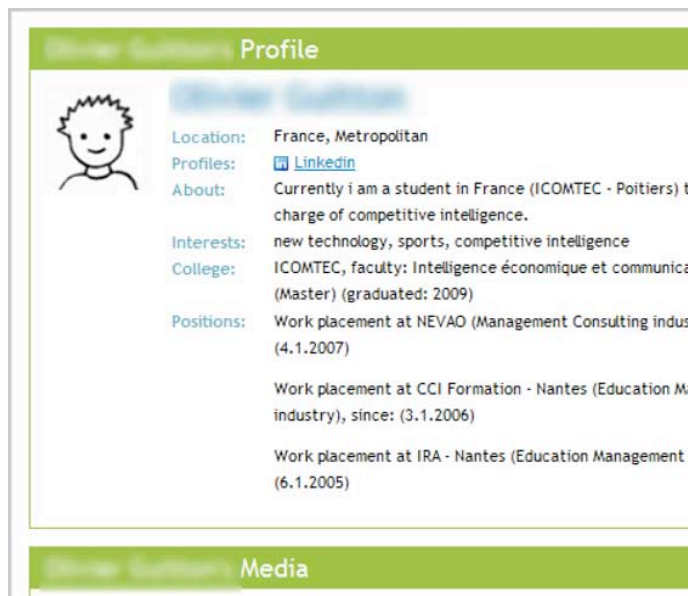 Profile
Location: France, Metropolitan
Profiles: Linkedin
About: Currently i am a student in France (ICOMTEC - Poitiers)
charge of competitive intelligence.
Interests: new technology, sports, competitive intelligence
College: ICOMTEC, faculty: Intelligence économique et
(Master) (graduated: 2009)
Positions: Work placement at NEVAO (Management Consulting
(4.1.2007)
Work placement at CCI Formation - Nantes (Education
industry), since: (3.1.2006)
Work placement at IRA - Nantes (Education Management
(6.1.2005)
Media